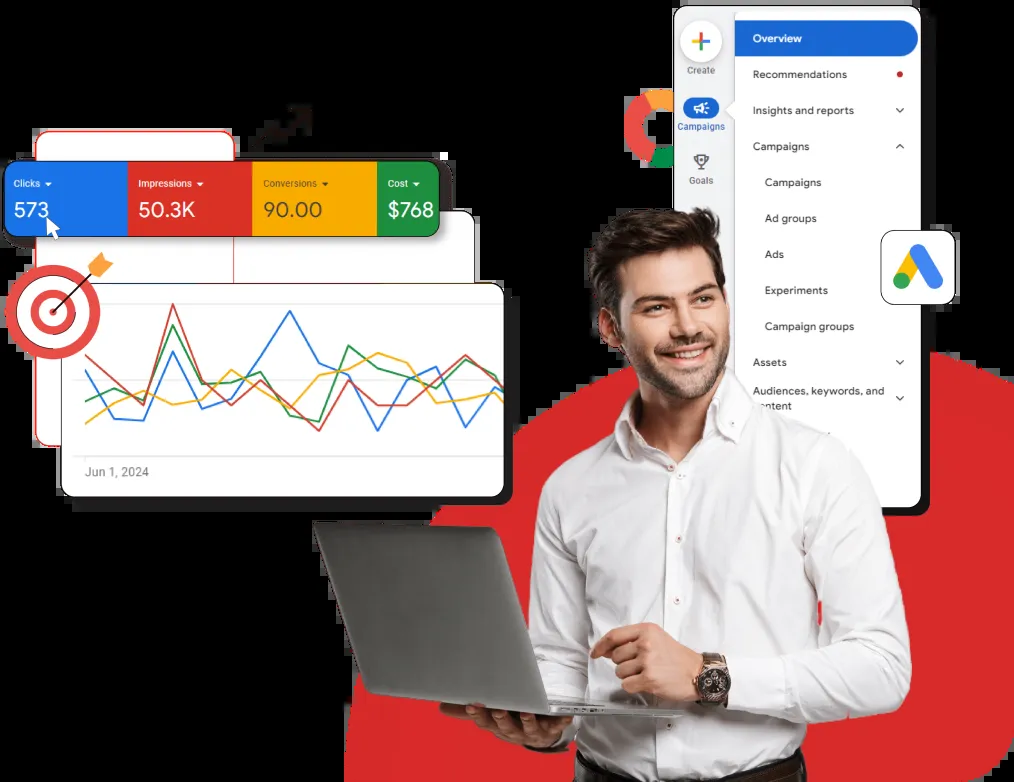 Clicks
573
Impressions
50.3K
Conversions
90.00
Cost
$768
Jun 1, 2024
Create
Campaigns
Goals
Overview
Recommendations
Insights and reports
Campaigns
Campaigns
Ad groups
Ads
Experiments
Campaign groups
Assets
Audiences, keywords, and